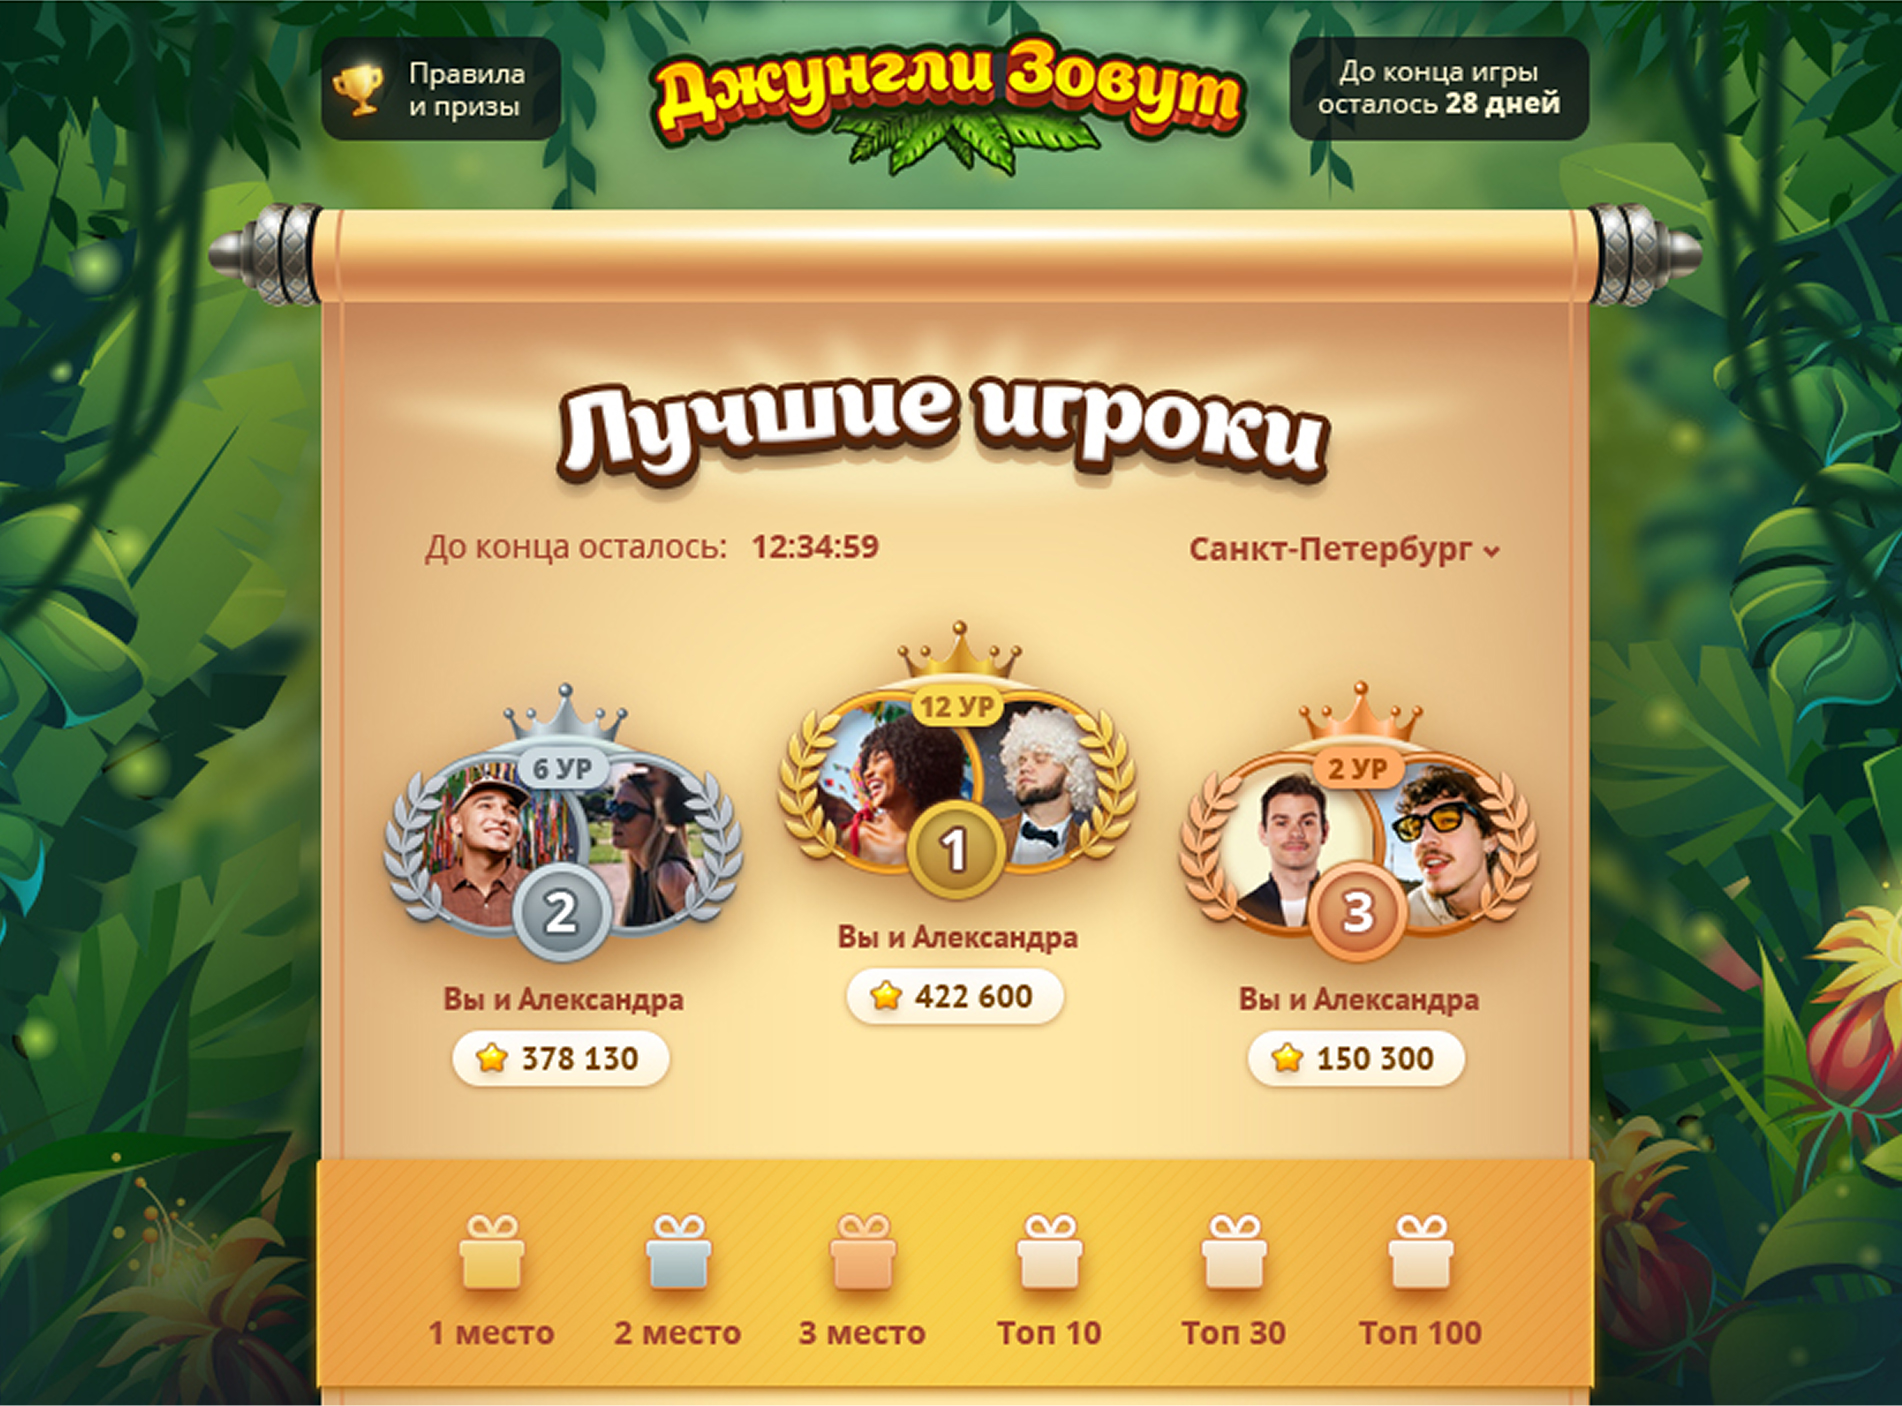 Правила
и призы
Джунгли Зовут
До конца игры
осталось 28 дней
Лучшие игроки
До конца осталось: 12:34:59
Санкт-Петербург
6 УР
2
Вы и Александра
378 130
12 УР
1
Вы и Александра
422 600
2 УР
3
Вы и Александра
150 300
1 место
2 место
3 место
Топ 10
Топ 30
Топ 100